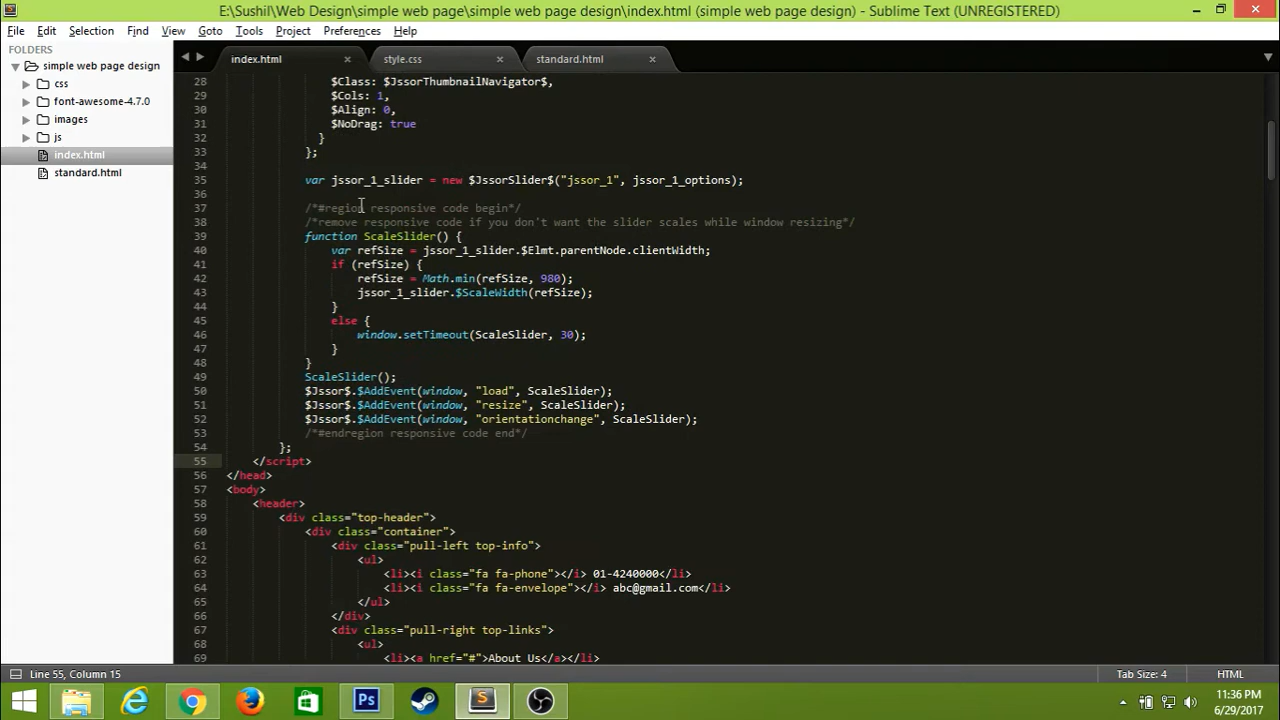 E:\Sushil\Web Design\simple web page\simple web page design\index.html (simple web page design) - Sublime Text (UNREGISTERED)
File Edit Selection Find View Goto Tools Project Preferences Help
FOLDERS
simple web page design
css
font-awesome-4.7.0
images
js
index.html
standard.html
index.html style.css standard.html
28 $Class: $JssorThumbnailNavigator$,
29 $Cols: 1,
30 $Align: 0,
31 $NoDrag: true
32 }
33 };
34
35 var jssor_1_slider = new $JssorSlider$("jssor_1", jssor_1_options);
36
37 /*#region responsive code begin*/
38 /*remove responsive code if you don't want the slider scales while window resizing*/
39 function ScaleSlider() {
40 var refSize = jssor_1_slider.$Elmt.parentNode.clientWidth;
41 if (refSize) {
42 refSize = Math.min(refSize, 980);
43 jssor_1_slider.$ScaleWidth(refSize);
44 }
45 else {
46 window.setTimeout(ScaleSlider, 30);
47 }
48 }
49 ScaleSlider();
50 $Jssor$.$AddEvent(window, "load", ScaleSlider);
51 $Jssor$.$AddEvent(window, "resize", ScaleSlider);
52 $Jssor$.$AddEvent(window, "orientationchange", ScaleSlider);
53 /*#endregion responsive code end*/
54 };
55 </script>
56 </head>
57 <body>
58 <header>
59 <div class="top-header">
60 <div class="container">
61 <div class="pull-left top-info">
62 <ul>
63 <li><i class="fa fa-phone"></i> 01-4240000</li>
64 <li><i class="fa fa-envelope"></i> abc@gmail.com</li>
65 </ul>
66 </div>
67 <div class="pull-right top-links">
68 <ul>
69 <li><a href="#">About Us</a></li>
Line 55, Column 15 Tab Size: 4 HTML
Ps S
11:36 PM
6/29/2017